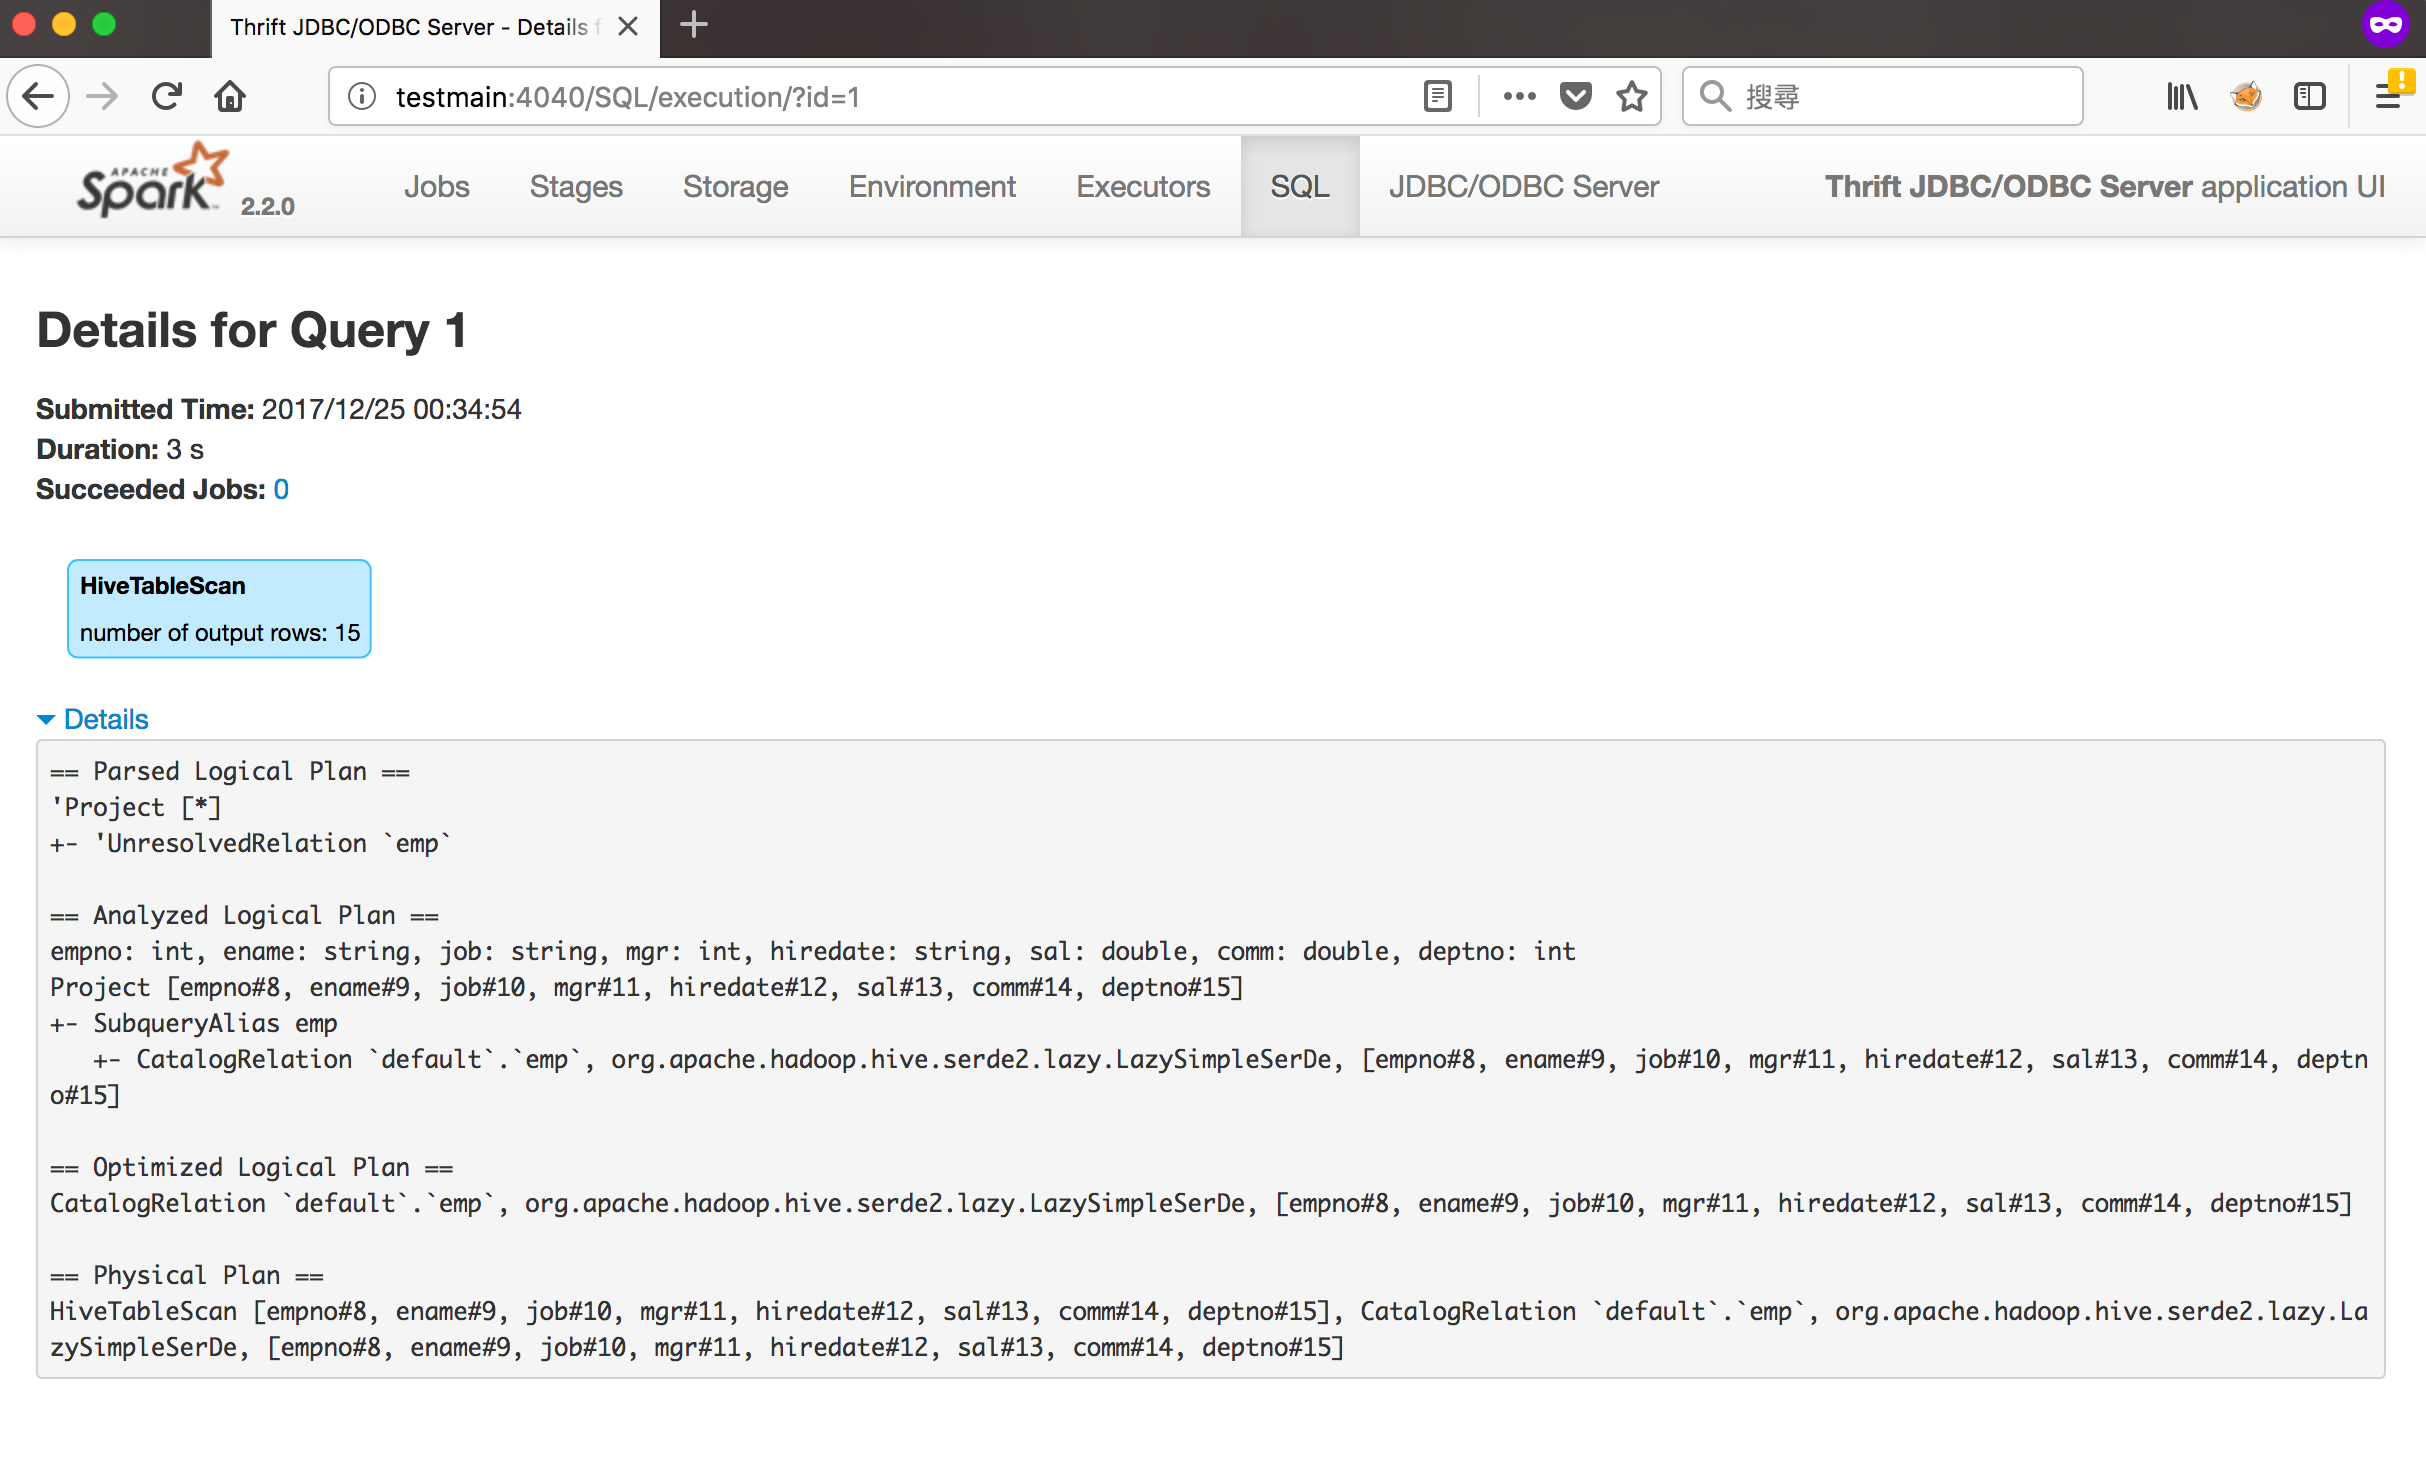 Thrift JDBC/ODBC Server - Details f
testmain:4040/SQL/execution/?id=1
搜尋
APACHE
Spark 2.2.0
Jobs
Stages
Storage
Environment
Executors
SQL
JDBC/ODBC Server
Thrift JDBC/ODBC Server application UI
Details for Query 1
Submitted Time: 2017/12/25 00:34:54
Duration: 3 s
Succeeded Jobs: 0
HiveTableScan
number of output rows: 15
Details
== Parsed Logical Plan ==
'Project [*]
+- 'UnresolvedRelation `emp`
== Analyzed Logical Plan ==
empno: int, ename: string, job: string, mgr: int, hiredate: string, sal: double, comm: double, deptno: int
Project [empno#8, ename#9, job#10, mgr#11, hiredate#12, sal#13, comm#14, deptno#15]
+- SubqueryAlias emp
   +- CatalogRelation `default`.`emp`, org.apache.hadoop.hive.serde2.lazy.LazySimpleSerDe, [empno#8, ename#9, job#10, mgr#11, hiredate#12, sal#13, comm#14, deptn
o#15]
== Optimized Logical Plan ==
CatalogRelation `default`.`emp`, org.apache.hadoop.hive.serde2.lazy.LazySimpleSerDe, [empno#8, ename#9, job#10, mgr#11, hiredate#12, sal#13, comm#14, deptno#15]
== Physical Plan ==
HiveTableScan [empno#8, ename#9, job#10, mgr#11, hiredate#12, sal#13, comm#14, deptno#15], CatalogRelation `default`.`emp`, org.apache.hadoop.hive.serde2.lazy.La
zySimpleSerDe, [empno#8, ename#9, job#10, mgr#11, hiredate#12, sal#13, comm#14, deptno#15]